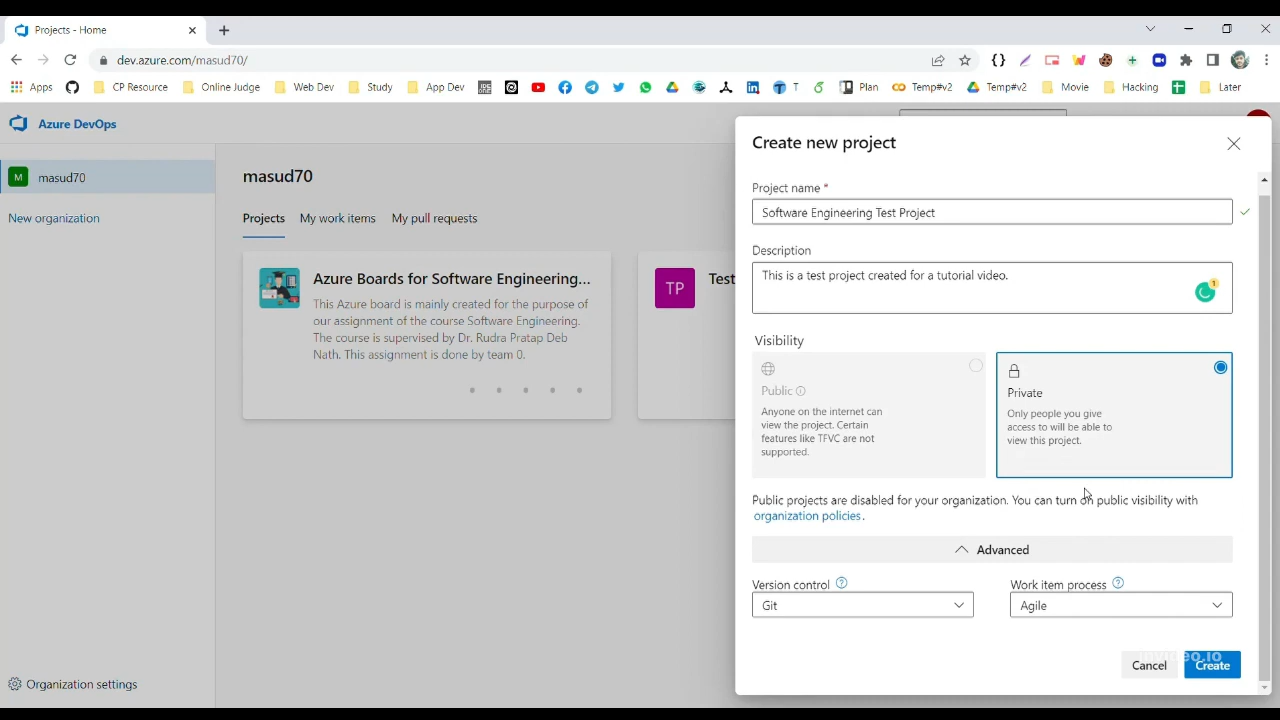 Projects - Home
dev.azure.com/masud70/
Apps
CP Resource
Online Judge
Web Dev
Study
App Dev
T
Plan
Temp#v2
Temp#v2
Movie
Hacking
Later
Azure DevOps
M masud70
New organization
masud70
Projects My work items My pull requests
Azure Boards for Software Engineering...
This Azure board is mainly created for the purpose of
our assignment of the course Software Engineering.
The course is supervised by Dr. Rudra Pratap Deb
Nath. This assignment is done by team 0.
TP
Test
Organization settings
Create new project
Project name *
Software Engineering Test Project
Description
This is a test project created for a tutorial video.
1
Visibility
Public
Anyone on the internet can
view the project. Certain
features like TFVC are not
supported.
Private
Only people you give
access to will be able to
view this project.
Public projects are disabled for your organization. You can turn on public visibility with
organization policies.
Advanced
Version control ?
Git
Work item process ?
Agile
Cancel
Create